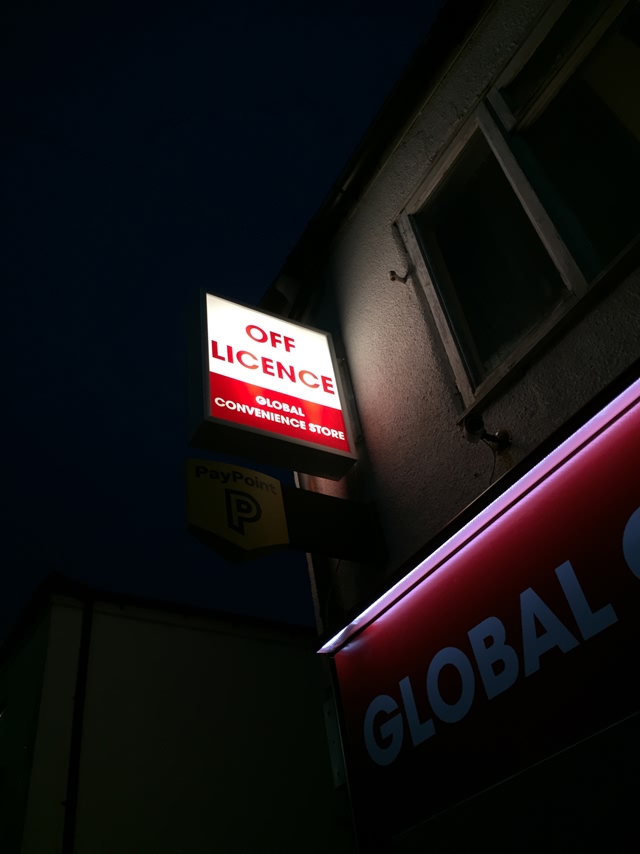 OFF
LICENCE
GLOBAL
CONVENIENCE STORE
PayPoint
P
GLOBAL